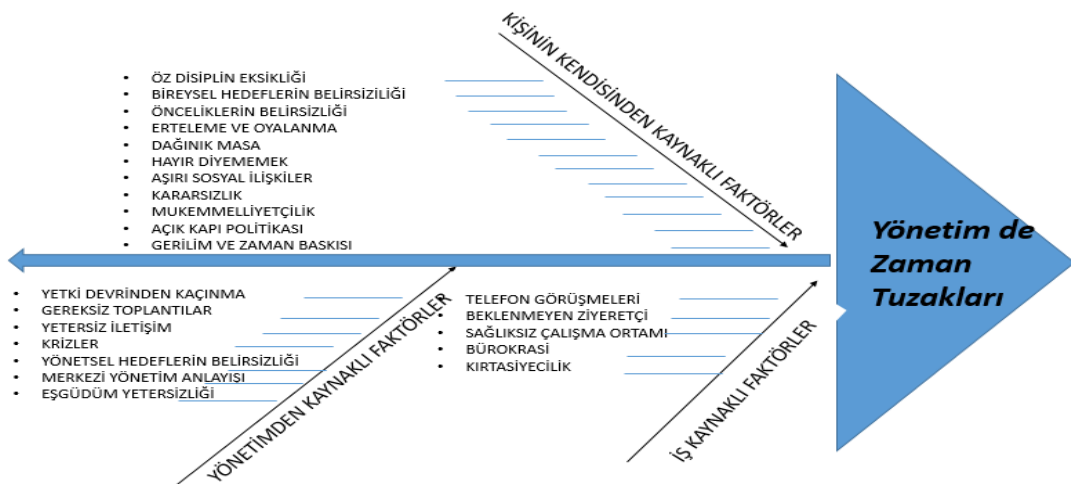 KİŞİNİN KENDİSİNDEN KAYNAKLI FAKTÖRLER
• ÖZ DISİPLİN EKSİKLİĞİ
• BİREYSEL HEDEFLERİN BELİRSİZİLİĞİ
• ÖNCELİKLERİN BELİRSİZLİĞİ
• ERTELEME VE OYALANMA
• DAĞINIK MASA
• HAYIR DİYEMEMEK
• AŞIRI SOSYAL İLİŞKİLER
• KARARSIZLIK
• MUKEMMELLİYETÇİLİK
• AÇIK KAPI POLİTİKASI
• GERİLİM VE ZAMAN BASKISI
Yönetim de
Zaman
Tuzakları
• YETKİ DEVRİNDEN KAÇINMA
• GEREKSİZ TOPLANTILAR
• YETERSİZ İLETİŞİM
• KRİZLER
• YÖNETSEL HEDEFLERİN BELİRSİZLİĞİ
• MERKEZİ YÖNETİM ANLAYIŞI
• EŞGÜDÜM YETERSİZLİĞİ
YÖNETİMDEN KAYNAKLI FAKTÖRLER
• TELEFON GÖRÜŞMELERİ
• BEKLENMEYEN ZİYERETÇİ
• SAĞLIKSIZ ÇALIŞMA ORTAMI
• BÜROKRASİ
• KIRTASİYECİLİK
İŞ KAYNAKLI FAKTÖRLER